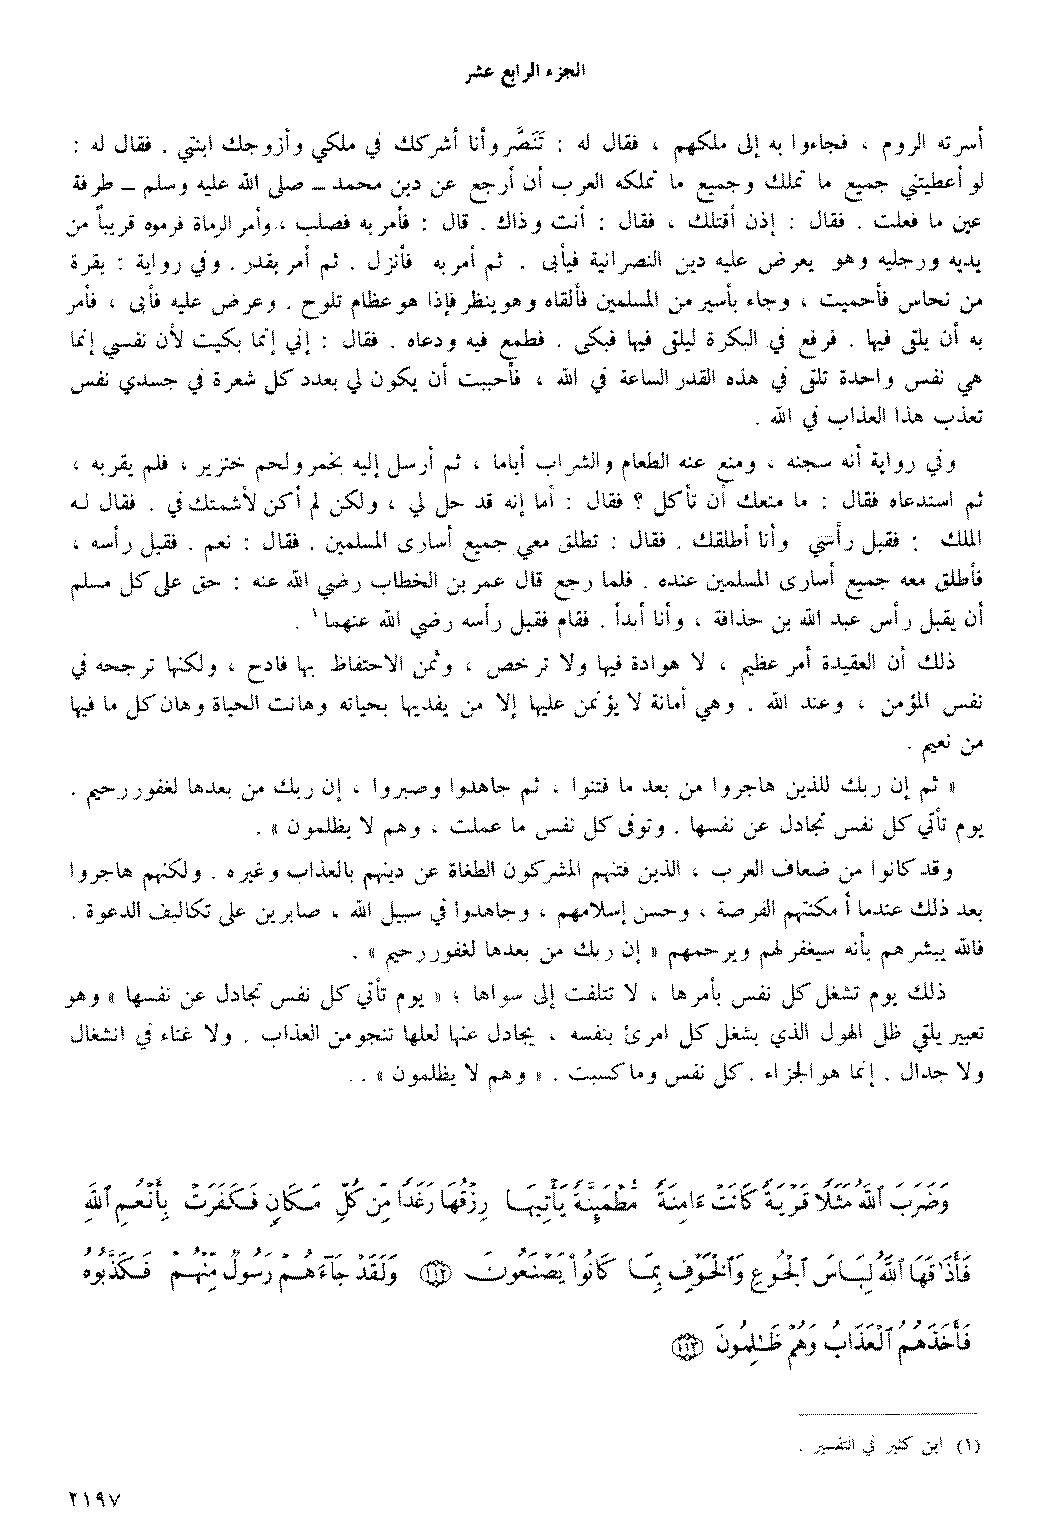 الجزء الرابع عشر
أسرته الروم ، فجاءوا به إلى ملكهم ، فقال له : تَنَصَّر وأنا أشركك في ملكي وأزوجك ابنتي . فقال له :
لو أعطيتني جميع ما تملك وجميع ما تملكه العرب أن أرجع عن دين محمد ــ صلى الله عليه وسلم ــ طرفة
عين ما فعلت . فقال : إذن أقتلك ، فقال : أنت وذاك . قال : فأمر به فصلب ، وأمر الرماة فرموه قريباً من
يديه ورجليه وهو يعرض عليه دين النصرانية فيأبى . ثم أمر به فأنزل . ثم أمر بقدر . وفي رواية : بقرة
من نحاس فأحميت ، وجاء بأسير من المسلمين فألقاه وهو ينظر فإذا هو عظام تلوح . وعرض عليه فأبى ، فأمر
به أن يلقى فيها . فرفع في البكرة ليلقى فيها فبكى . فطمع فيه ودعاه . فقال : إني إنما بكيت لأن نفسي إنما
هي نفس واحدة تلقى في هذه القدر الساعة في الله ، فأحببت أن يكون لي بعدد كل شعرة في جسدي نفس
تعذب هذا العذاب في الله .
وفي رواية أنه سجنه ، ومنع عنه الطعام والشراب أياما ، ثم أرسل إليه بخمر ولحم خنزير ، فلم يقربه ،
ثم استدعاه فقال : ما منعك أن تأكل ؟ فقال : أما إنه قد حل لي ، ولكن لم أكن لأشمتك في . فقال له
الملك : فقبل رأسي وأنا أطلقك . فقال : تطلق معي جميع أسارى المسلمين . فقال : نعم . فقبل رأسه ،
فأطلق معه جميع أسارى المسلمين عنده . فلما رجع قال عمر بن الخطاب رضي الله عنه : حق على كل مسلم
أن يقبل رأس عبد الله بن حذافة ، وأنا أبدأ . فقام فقبل رأسه رضي الله عنهما ١ .
ذلك أن العقيدة أمر عظيم ، لا هوادة فيها ولا ترخص ، وثمن الاحتفاظ بها فادح ، ولكنها ترجحه في
نفس المؤمن ، وعند الله . وهي أمانة لا يؤتمن عليها إلا من يفديها بحياته وهانت الحياة وهان كل ما فيها
من نعيم .
« ثم إن ربك للذين هاجروا من بعد ما فتنوا ، ثم جاهدوا وصبروا ، إن ربك من بعدها لغفور رحيم .
يوم تأتي كل نفس تجادل عن نفسها . وتوفى كل نفس ما عملت ، وهم لا يظلمون » .
وقد كانوا من ضعاف العرب ، الذين فتنهم المشركون الطغاة عن دينهم بالعذاب وغيره . ولكنهم هاجروا
بعد ذلك عندما أمكنتهم الفرصة ، وحسن إسلامهم ، وجاهدوا في سبيل الله ، صابرين على تكاليف الدعوة .
فالله يبشرهم بأنه سيغفر لهم ويرحمهم « إن ربك من بعدها لغفور رحيم » .
ذلك يوم تشغل كل نفس بأمرها ، لا تتلفت إلى سواها ؛ « يوم تأتي كل نفس تجادل عن نفسها » وهو
تعبير يلقي ظل الهول الذي يشغل كل امرئ بنفسه ، يجادل عنها لعلها تنجو من العذاب . ولا غناء في انشغال
ولا جدال . إنما هو الجزاء . كل نفس وما كسبت . « وهم لا يظلمون » . .
وَضَرَبَ ٱللَّهُ مَثَلًا قَرْيَةً كَانَتْ ءَامِنَةً مُّطْمَئِنَّةً يَأْتِيهَا رِزْقُهَا رَغَدًا مِّن كُلِّ مَكَانٍ فَكَفَرَتْ بِأَنْعُمِ ٱللَّهِ
فَأَذَٰقَهَا ٱللَّهُ لِبَاسَ ٱلْجُوعِ وَٱلْخَوْفِ بِمَا كَانُوا۟ يَصْنَعُونَ ﴿١١٢﴾ وَلَقَدْ جَآءَهُمْ رَسُولٌ مِّنْهُمْ فَكَذَّبُوهُ
فَأَخَذَهُمُ ٱلْعَذَابُ وَهُمْ ظَـٰلِمُونَ ﴿١١٣﴾
(١) ابن كثير في التفسير .
٢١٩٧